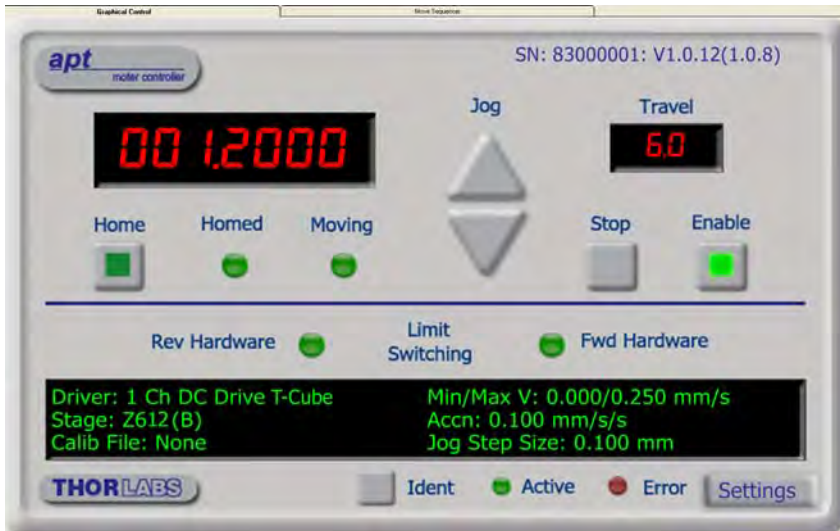 Graphical Control
Move Sequencer
apt
moter controller
SN: 83000001: V1.0.12(1.0.8)
Jog
Travel
001.2000
6.0
Home
Homed
Moving
Stop
Enable
Rev Hardware
Limit
Switching
Fwd Hardware
Driver: 1 Ch DC Drive T-Cube
Stage: Z612(B)
Calib File: None
Min/Max V: 0.000/0.250 mm/s
Accn: 0.100 mm/s/s
Jog Step Size: 0.100 mm
THORLABS
Ident
Active
Error
Settings